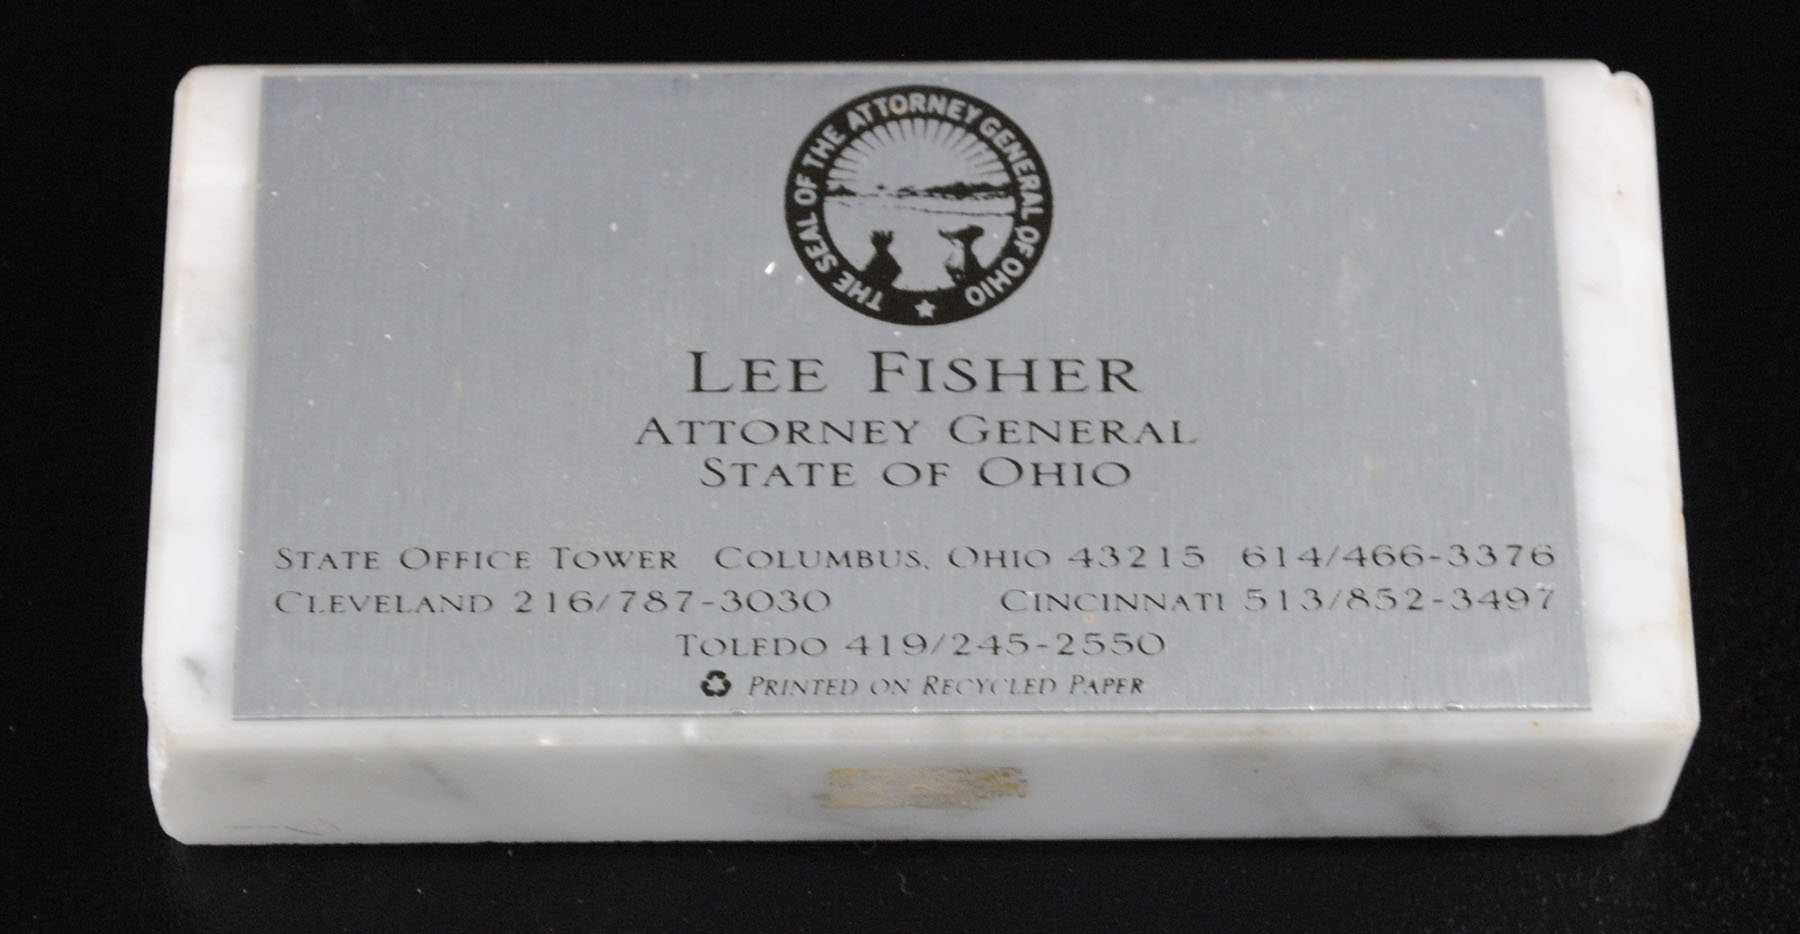 THE SEAL OF THE ATTORNEY GENERAL OF OHIO
LEE FISHER
ATTORNEY GENERAL
STATE OF OHIO
STATE OFFICE TOWER COLUMBUS, OHIO 43215 614/466-3376
CLEVELAND 216/787-3030 CINCINNATI 513/852-3497
TOLEDO 419/245-2550
PRINTED ON RECYCLED PAPER